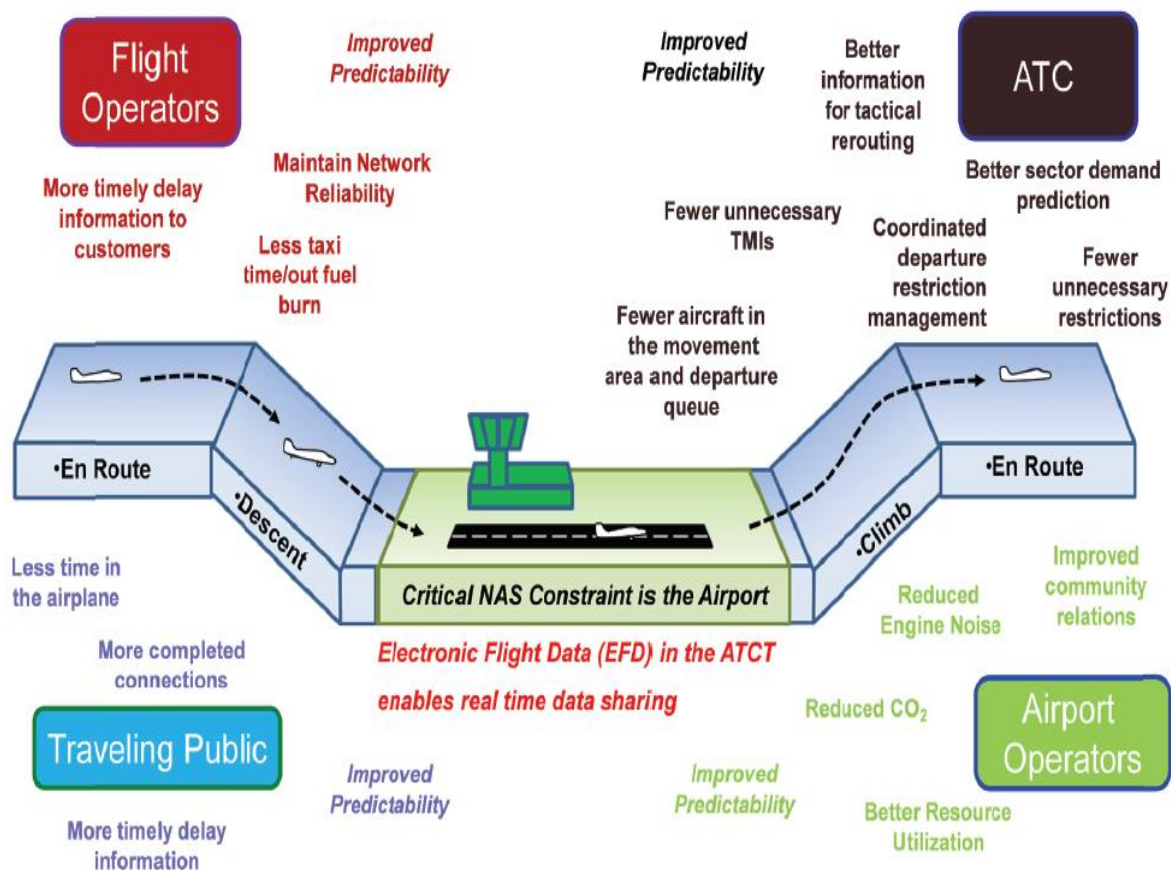 Flight
Operators
Improved
Predictability
Maintain Network
Reliability
More timely delay
information to
customers
Less taxi
time/out fuel
burn
Improved
Predictability
Better
information
for tactical
rerouting
ATC
Better sector demand
prediction
Fewer unnecessary
TMIs
Coordinated
departure
restriction
management
Fewer
unnecessary
restrictions
Fewer aircraft in
the movement
area and departure
queue
•En Route
•Descent
Critical NAS Constraint is the Airport
•Climb
•En Route
Electronic Flight Data (EFD) in the ATCT
enables real time data sharing
Less time in
the airplane
More completed
connections
Traveling Public
Improved
Predictability
More timely delay
information
Reduced
Engine Noise
Improved
community
relations
Reduced CO₂
Airport
Operators
Improved
Predictability
Better Resource
Utilization